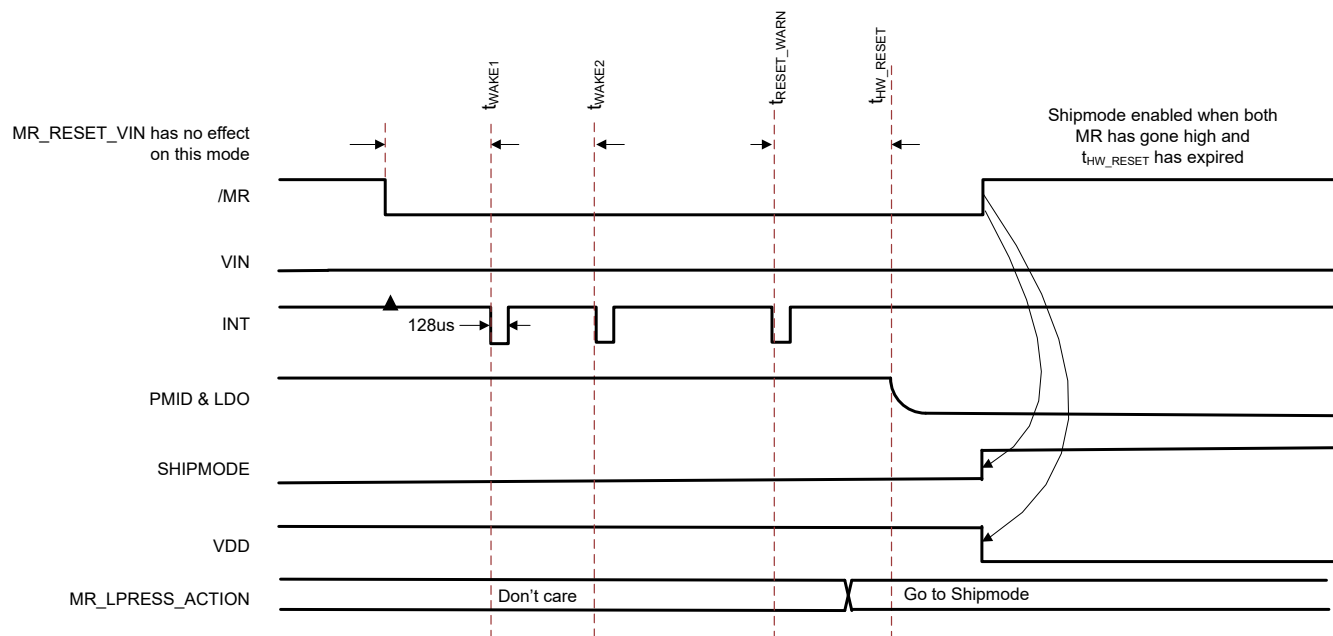 tWAKE1
tWAKE2
tRESET_WARN
tHW_RESET
MR_RESET_VIN has no effect
on this mode
Shipmode enabled when both
MR has gone high and
tHW_RESET has expired
/MR
VIN
INT
128us
PMID & LDO
SHIPMODE
VDD
MR_LPRESS_ACTION
Don't care
Go to Shipmode